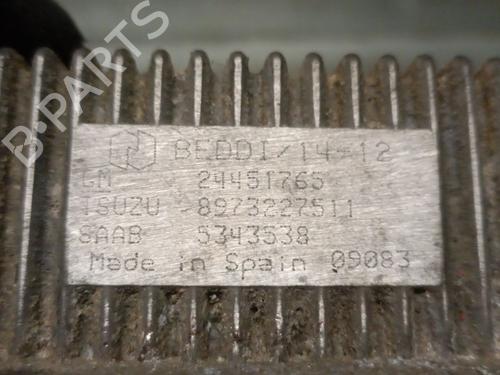 BEDDI/14-12
GM 24451765
ISUZU >8973227511
SAAB 5343538
Made in Spain 09083
B-PARTS